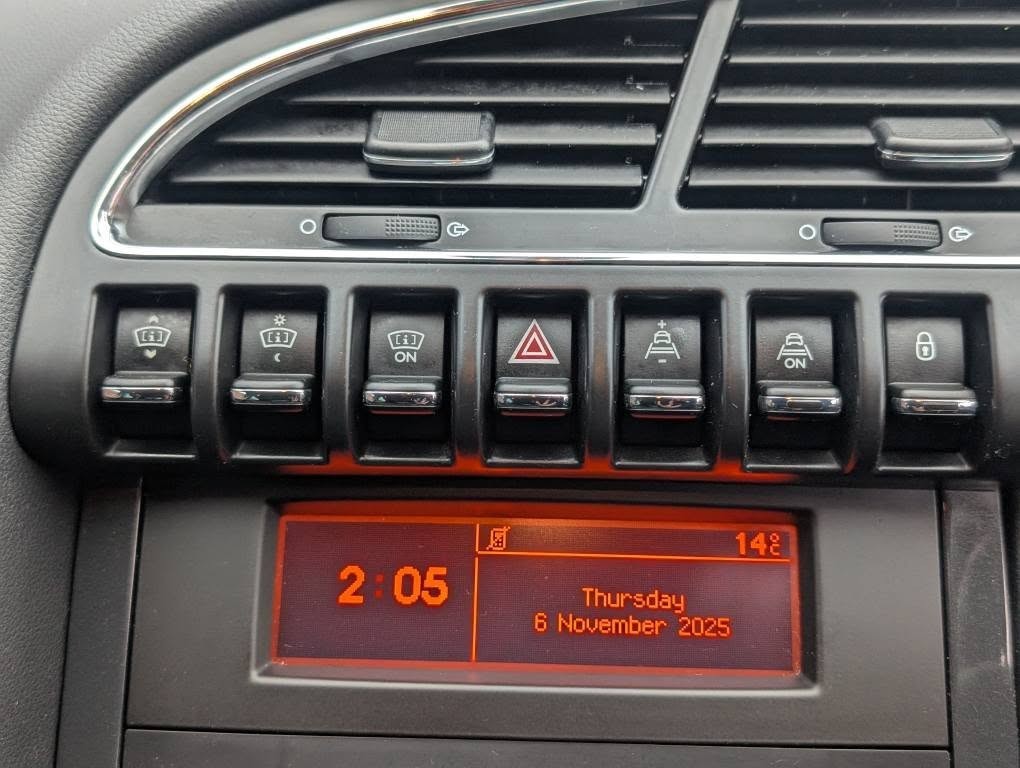 [i]
[i]
[i]
ON
+
-
ON
14°C
2:05
Thursday
6 November 2025